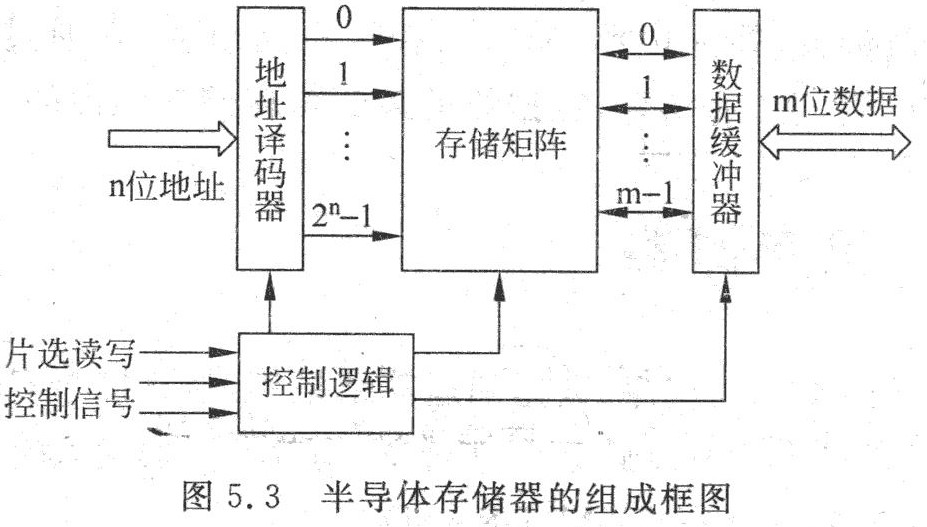 0
1
⋮
2ⁿ-1
地址译码器
n位地址
存储矩阵
0
1
⋮
m-1
数据缓冲器
m位数据
片选读写
控制信号
控制逻辑
图 5.3 半导体存储器的组成框图